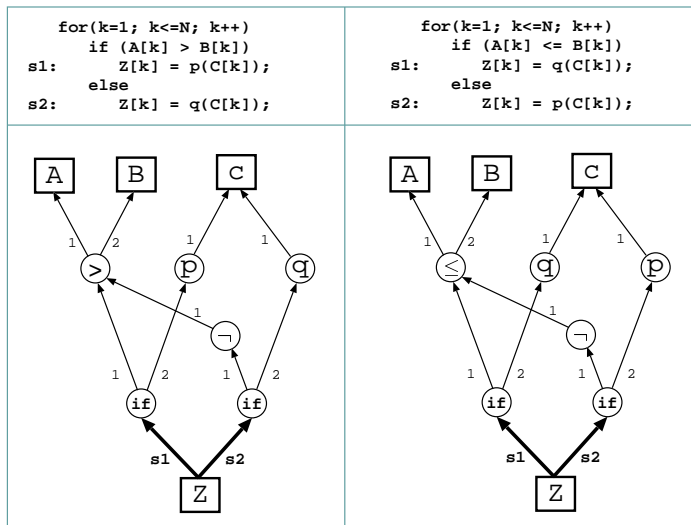 for(k=1; k<=N; k++)
if (A[k] > B[k])
s1: Z[k] = p(C[k]);
else
s2: Z[k] = q(C[k]);
for(k=1; k<=N; k++)
if (A[k] <= B[k])
s1: Z[k] = q(C[k]);
else
s2: Z[k] = p(C[k]);
A B C
1 2 1 1
> p q
1
¬
1 2 1 2
if if
s1 s2
Z
A B C
1 2 1 1
≤ q p
1
¬
1 2 1 2
if if
s1 s2
Z